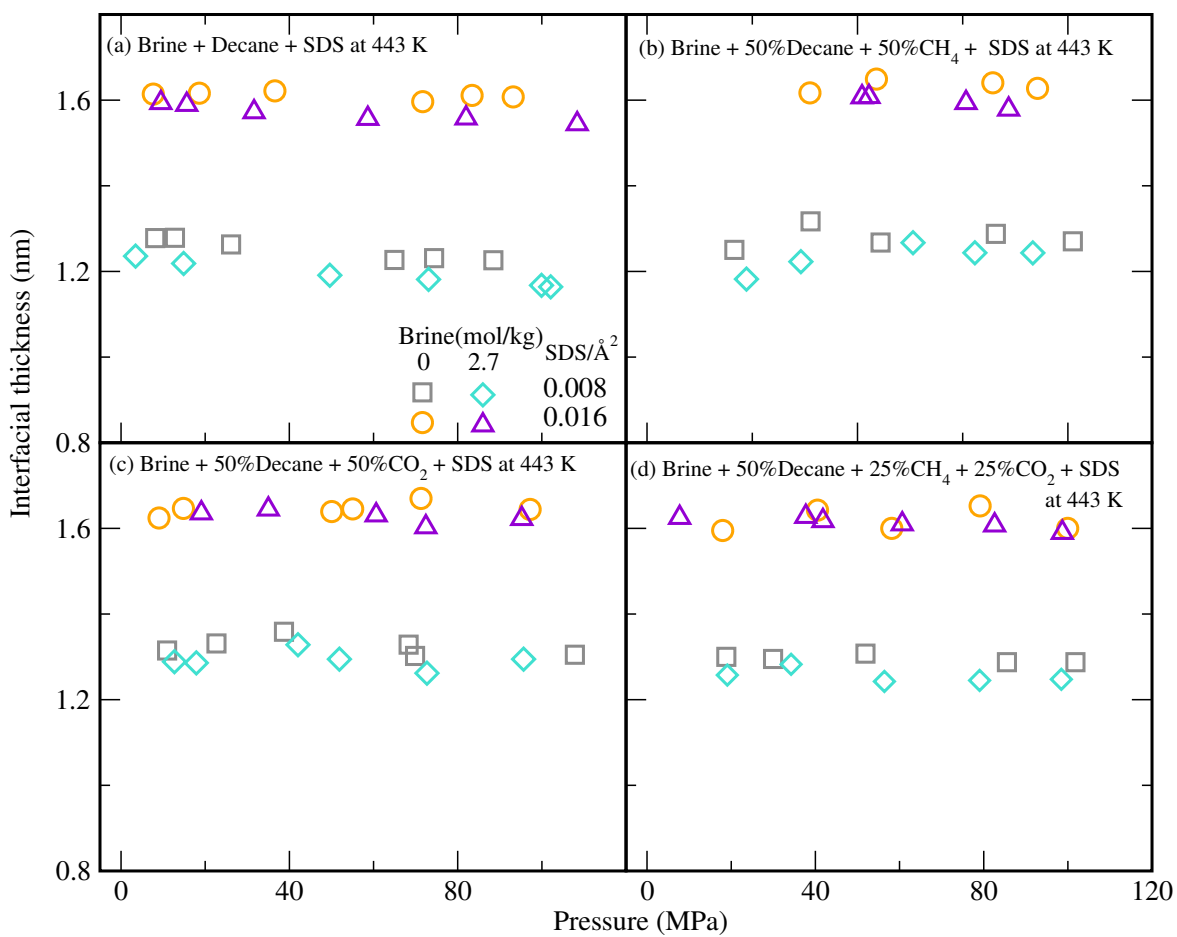 (a) Brine + Decane + SDS at 443 K
(b) Brine + 50%Decane + 50%CH₄ + SDS at 443 K
1.6
1.2
0.8
Brine(mol/kg) SDS/Å²
0 2.7
0.008
0.016
Interfacial thickness (nm)
(c) Brine + 50%Decane + 50%CO₂ + SDS at 443 K
(d) Brine + 50%Decane + 25%CH₄ + 25%CO₂ + SDS
at 443 K
1.6
1.2
0.8
0 40 80
0 40 80 120
Pressure (MPa)